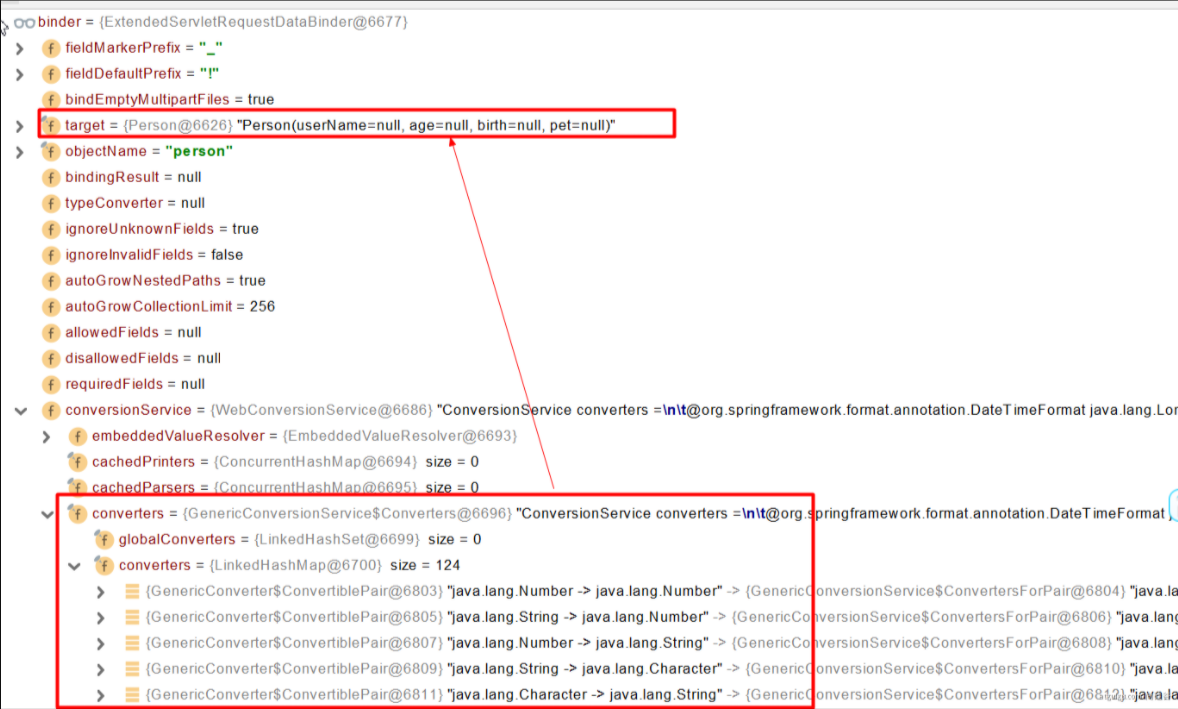 binder = {ExtendedServletRequestDataBinder@6677}
fieldMarkerPrefix = "_"
fieldDefaultPrefix = "!"
bindEmptyMultipartFiles = true
target = {Person@6626} "Person(userName=null, age=null, birth=null, pet=null)"
objectName = "person"
bindingResult = null
typeConverter = null
ignoreUnknownFields = true
ignoreInvalidFields = false
autoGrowNestedPaths = true
autoGrowCollectionLimit = 256
allowedFields = null
disallowedFields = null
requiredFields = null
conversionService = {WebConversionService@6686} "ConversionService converters =\n\t@org.springframework.format.annotation.DateTimeFormat java.lang.Lon
embeddedValueResolver = {EmbeddedValueResolver@6693}
cachedPrinters = {ConcurrentHashMap@6694} size = 0
cachedParsers = {ConcurrentHashMap@6695} size = 0
converters = {GenericConversionService$Converters@6696} "ConversionService converters =\n\t@org.springframework.format.annotation.DateTimeFormat
globalConverters = {LinkedHashSet@6699} size = 0
converters = {LinkedHashMap@6700} size = 124
{GenericConverter$ConvertiblePair@6803} "java.lang.Number -> java.lang.Number" -> {GenericConversionService$ConvertersForPair@6804} "java.la
{GenericConverter$ConvertiblePair@6805} "java.lang.String -> java.lang.Number" -> {GenericConversionService$ConvertersForPair@6806} "java.lang
{GenericConverter$ConvertiblePair@6807} "java.lang.Number -> java.lang.String" -> {GenericConversionService$ConvertersForPair@6808} "java.lang
{GenericConverter$ConvertiblePair@6809} "java.lang.String -> java.lang.Character" -> {GenericConversionService$ConvertersForPair@6810} "java.la
{GenericConverter$ConvertiblePair@6811} "java.lang.Character -> java.lang.String" -> {GenericConversionService$ConvertersForPair@6812} "java.la